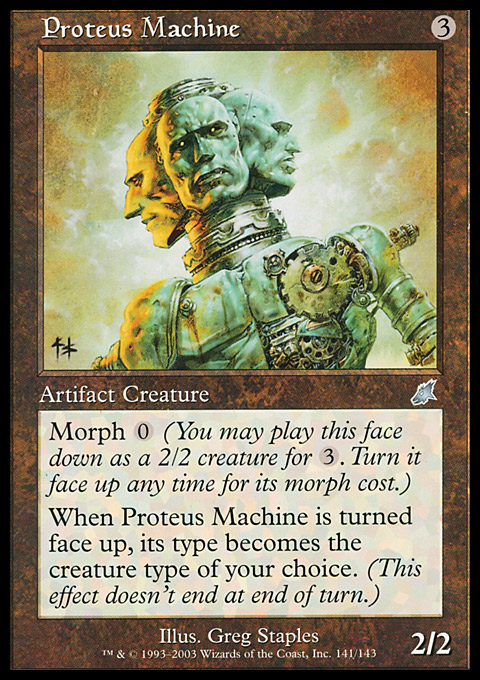 Proteus Machine 3
Artifact Creature
Morph 0 (You may play this face
down as a 2/2 creature for 3. Turn it
face up any time for its morph cost.)
When Proteus Machine is turned
face up, its type becomes the
creature type of your choice. (This
effect doesn't end at end of turn.)
Illus. Greg Staples
™ & © 1993–2003 Wizards of the Coast, Inc. 141/143
2/2